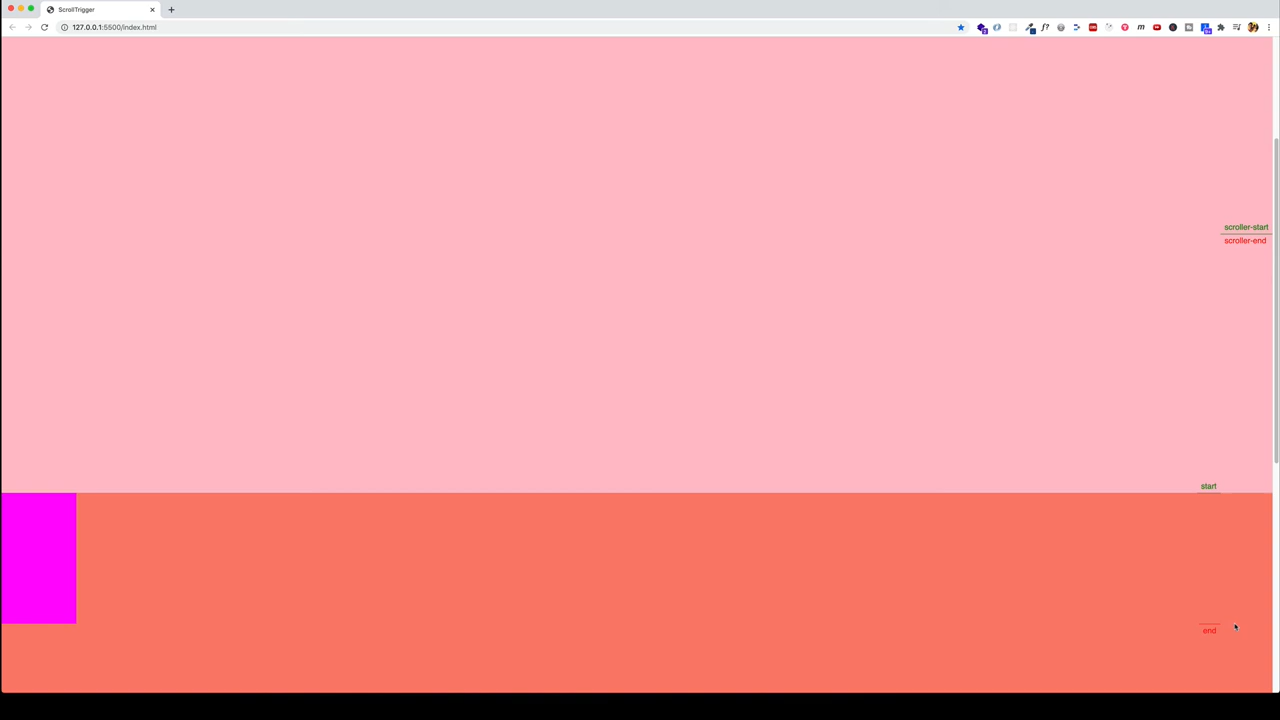 ScrollTrigger
127.0.0.1:5500/index.html
scroller-start
scroller-end
start
end